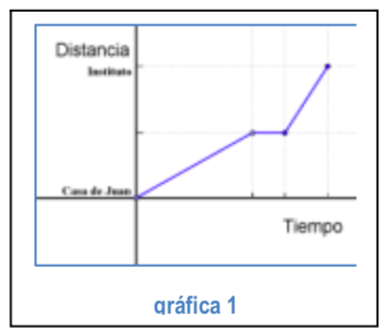 Distancia
Instituto
Casa de Juan
Tiempo
gráfica 1